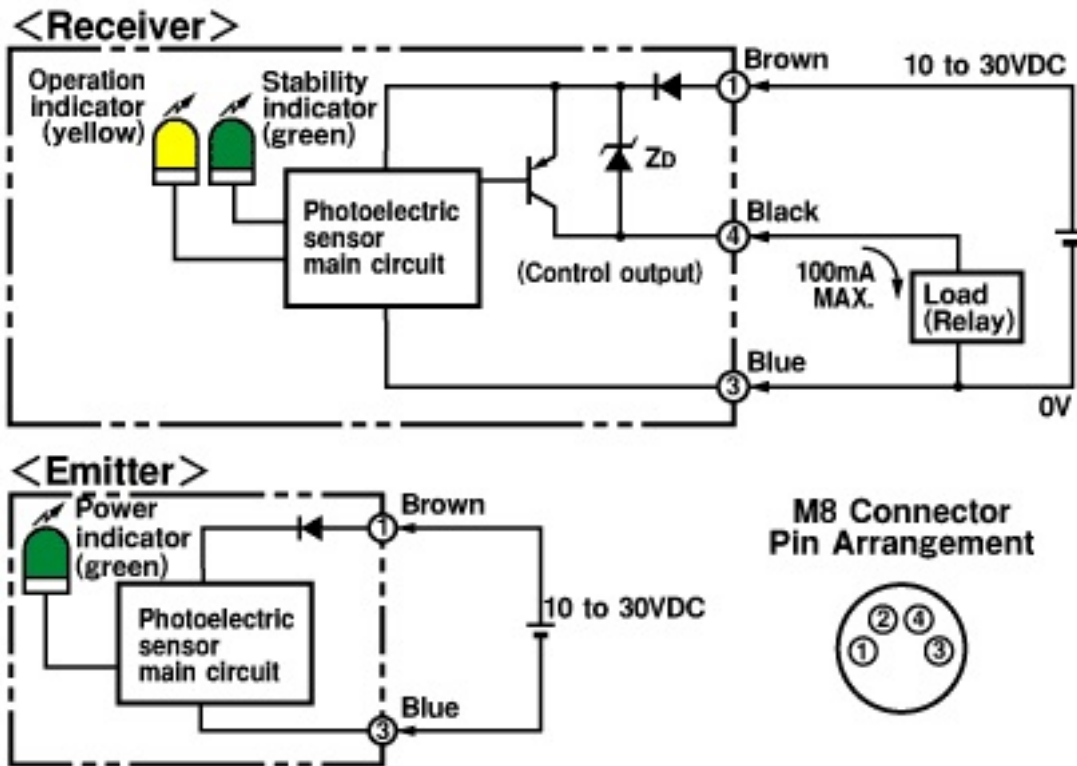 <Receiver>
Operation
indicator
(yellow)
Stability
indicator
(green)
Photoelectric
sensor
main circuit
ZD
(Control output)
1
Brown
10 to 30VDC
4
Black
100mA
MAX.
Load
(Relay)
3
Blue
0V
<Emitter>
Power
indicator
(green)
Photoelectric
sensor
main circuit
1
Brown
10 to 30VDC
3
Blue
M8 Connector
Pin Arrangement
2 4
1 3